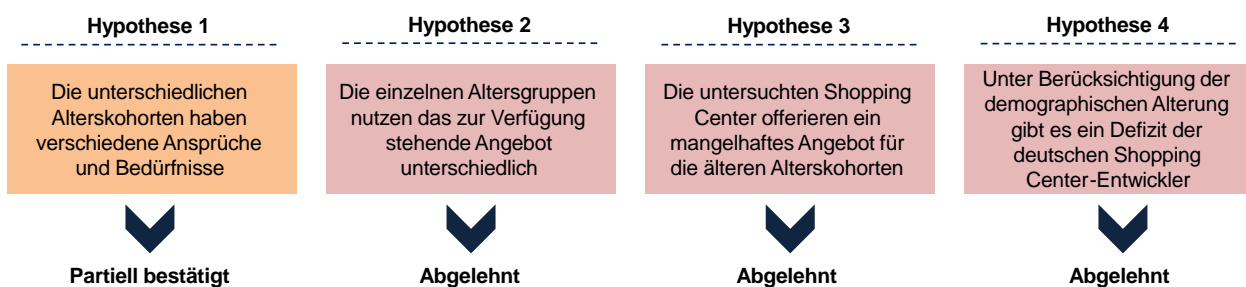 Hypothese 1
Die unterschiedlichen
Alterskohorten haben
verschiedene Ansprüche
und Bedürfnisse
Partiell bestätigt
Hypothese 2
Die einzelnen Altersgruppen
nutzen das zur Verfügung
stehende Angebot
unterschiedlich
Abgelehnt
Hypothese 3
Die untersuchten Shopping
Center offerieren ein
mangelhaftes Angebot für
die älteren Alterskohorten
Abgelehnt
Hypothese 4
Unter Berücksichtigung der
demographischen Alterung
gibt es ein Defizit der
deutschen Shopping
Center-Entwickler
Abgelehnt